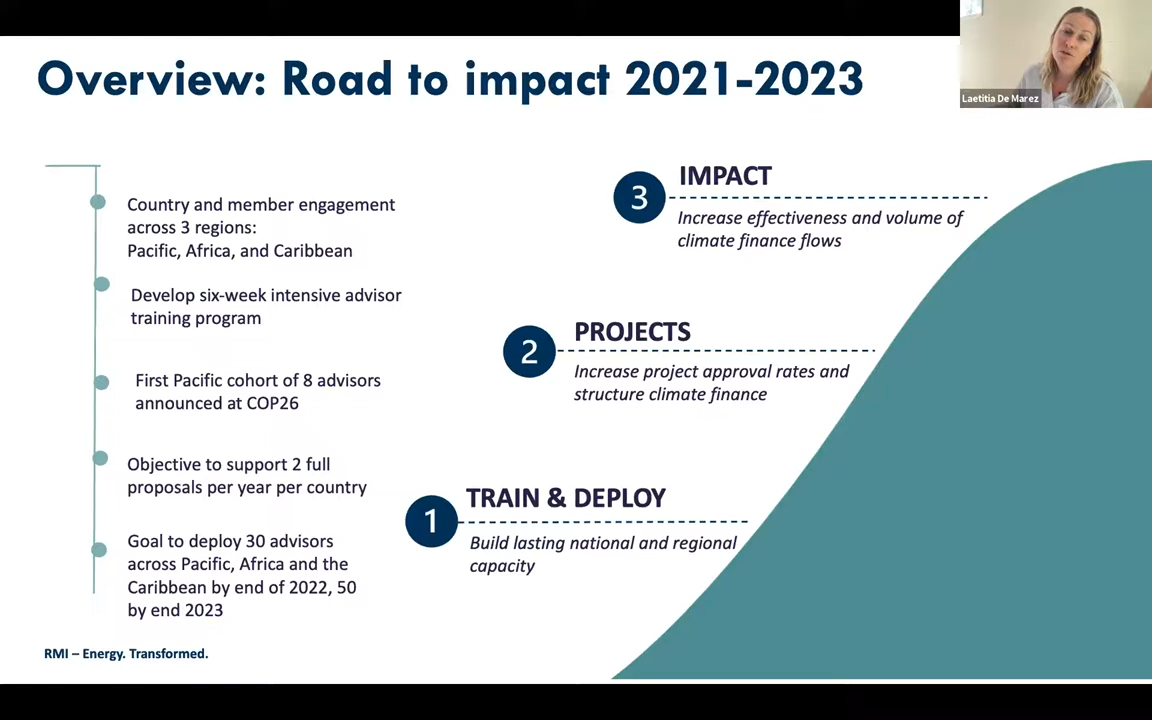 Overview: Road to impact 2021-2023
Laetitia De Marez
Country and member engagement
across 3 regions:
Pacific, Africa, and Caribbean
Develop six-week intensive advisor
training program
First Pacific cohort of 8 advisors
announced at COP26
Objective to support 2 full
proposals per year per country
Goal to deploy 30 advisors
across Pacific, Africa and the
Caribbean by end of 2022, 50
by end 2023
3
IMPACT
Increase effectiveness and volume of
climate finance flows
2
PROJECTS
Increase project approval rates and
structure climate finance
1
TRAIN & DEPLOY
Build lasting national and regional
capacity
RMI – Energy. Transformed.